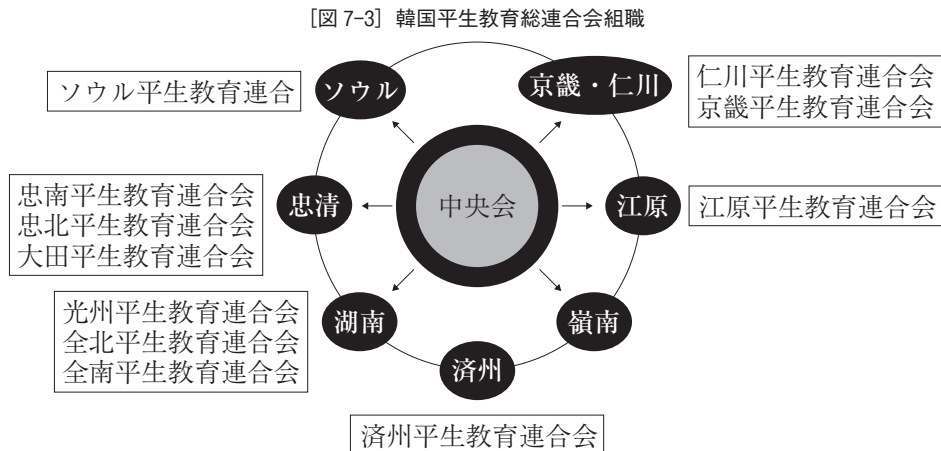 ［図 7-3］ 韓国平生教育総連合会組職
ソウル平生教育連合
ソウル
京畿・仁川
仁川平生教育連合会
京畿平生教育連合会
忠南平生教育連合会
忠北平生教育連合会
大田平生教育連合会
忠清
中央会
江原
江原平生教育連合会
光州平生教育連合会
全北平生教育連合会
全南平生教育連合会
湖南
嶺南
済州
済州平生教育連合会